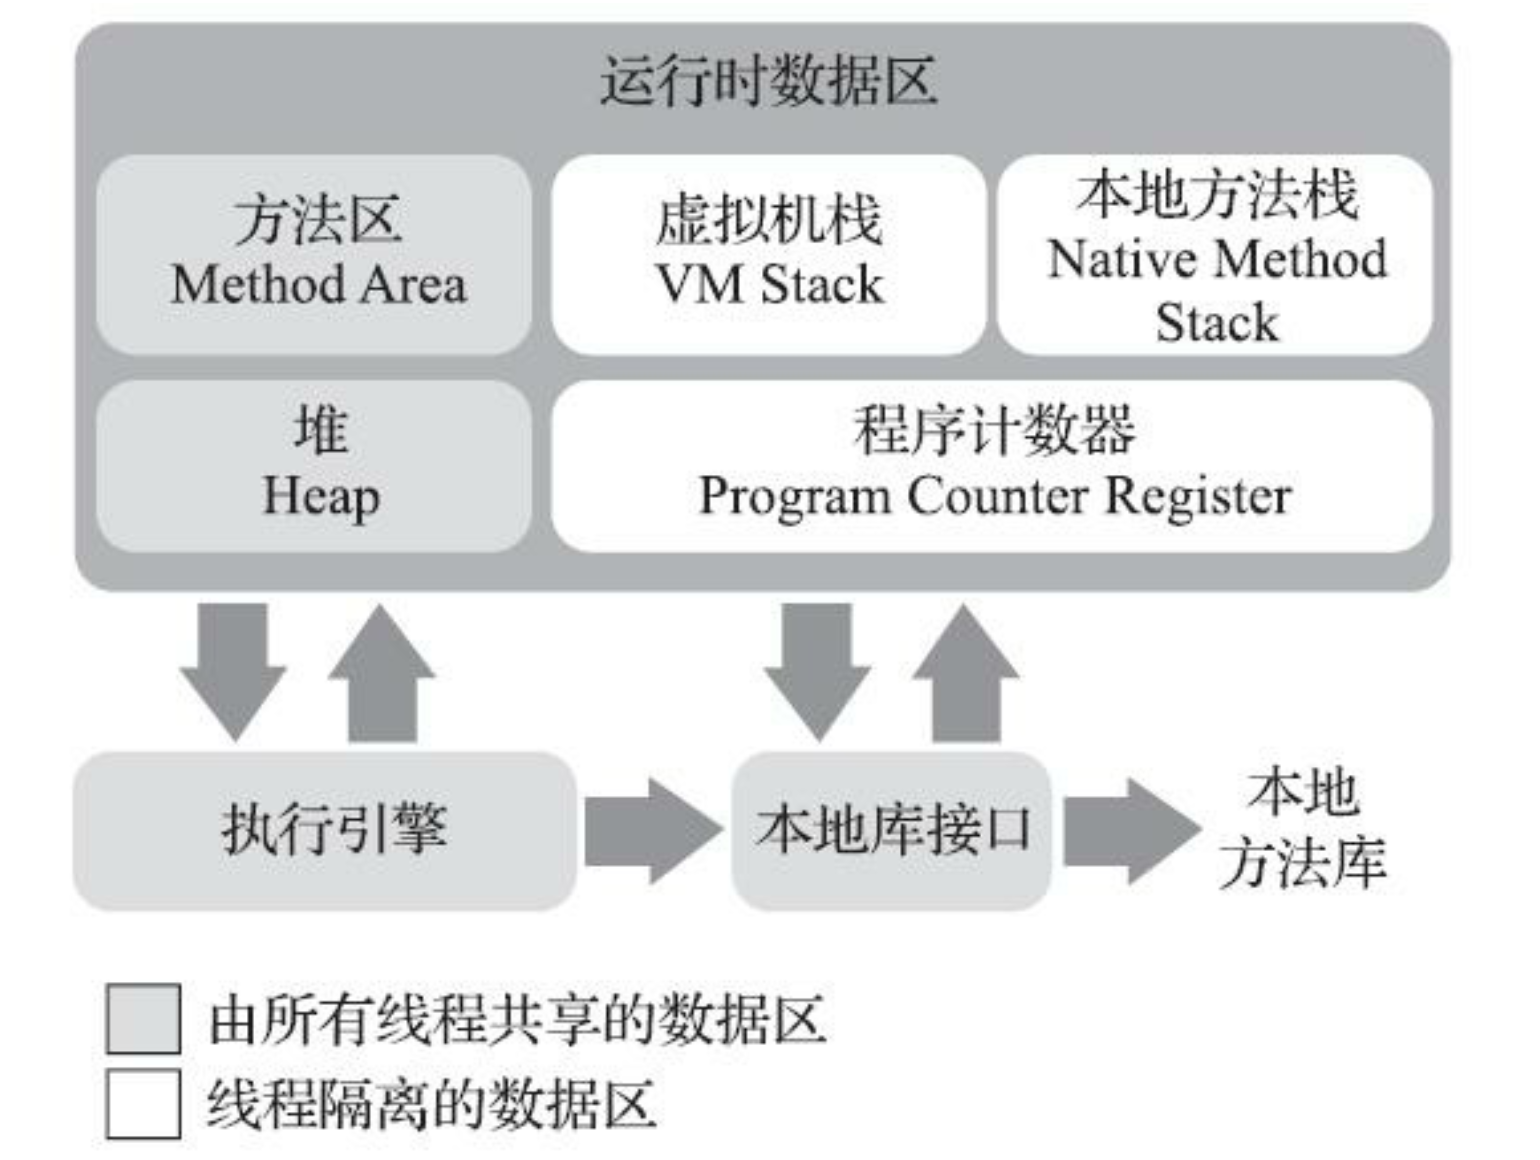 运行时数据区
方法区
Method Area
虚拟机栈
VM Stack
本地方法栈
Native Method
Stack
堆
Heap
程序计数器
Program Counter Register
执行引擎
本地库接口
本地
方法库
由所有线程共享的数据区
线程隔离的数据区